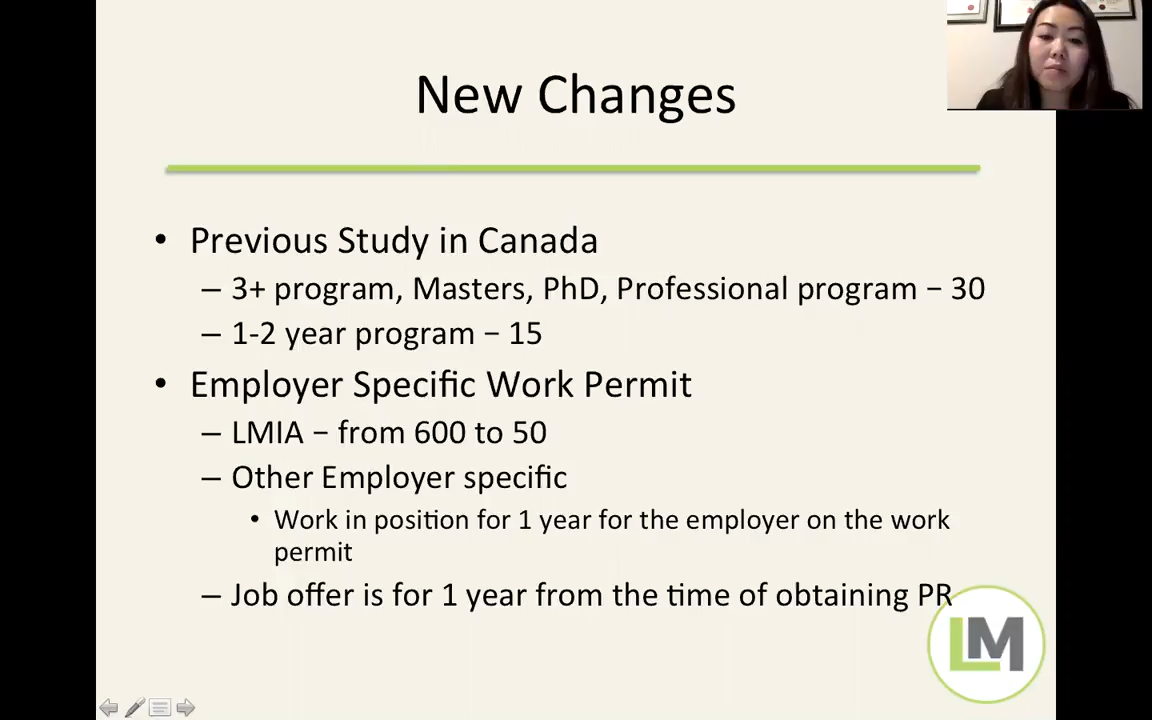 New Changes
• Previous Study in Canada
– 3+ program, Masters, PhD, Professional program – 30
– 1-2 year program – 15
• Employer Specific Work Permit
– LMIA – from 600 to 50
– Other Employer specific
• Work in position for 1 year for the employer on the work
permit
– Job offer is for 1 year from the time of obtaining PR
LM